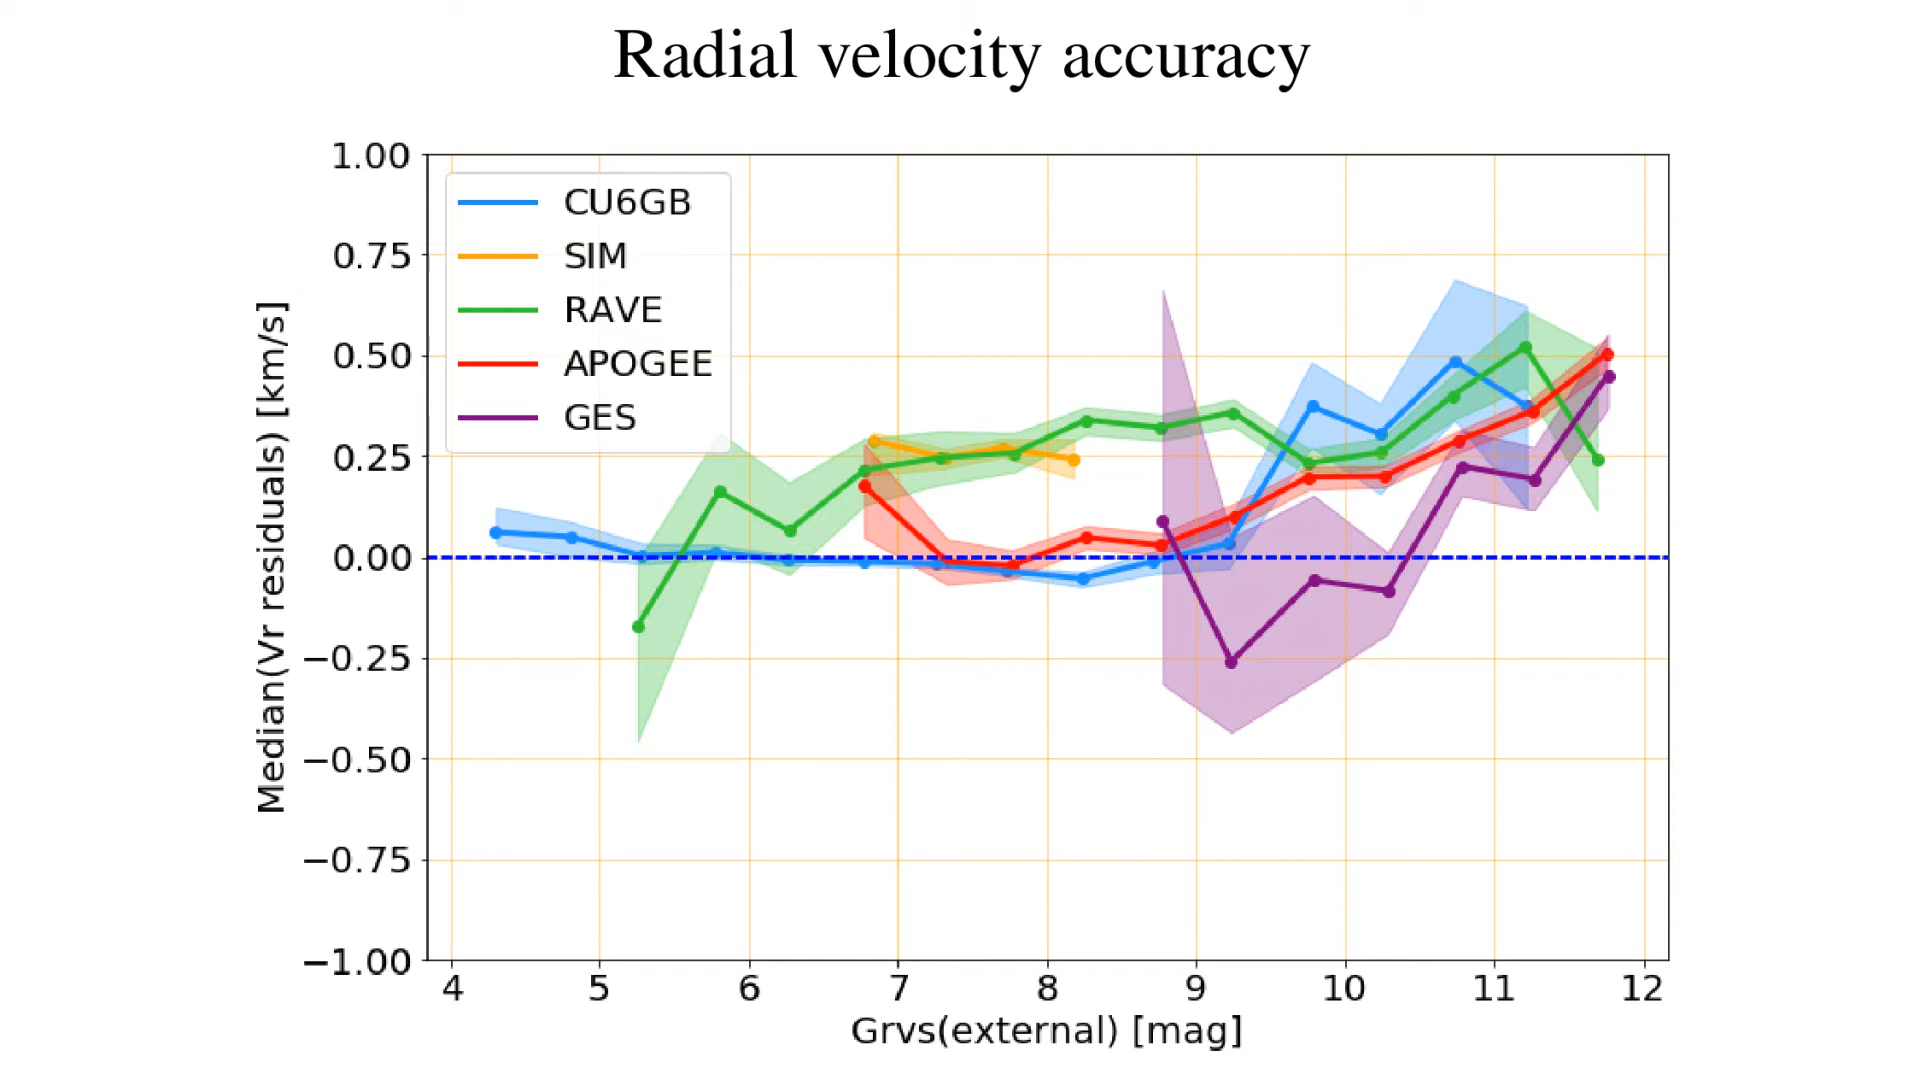 Radial velocity accuracy
1.00
0.75
0.50
0.25
0.00
−0.25
−0.50
−0.75
−1.00
Median(Vr residuals) [km/s]
CU6GB
SIM
RAVE
APOGEE
GES
4 5 6 7 8 9 10 11 12
Grvs(external) [mag]